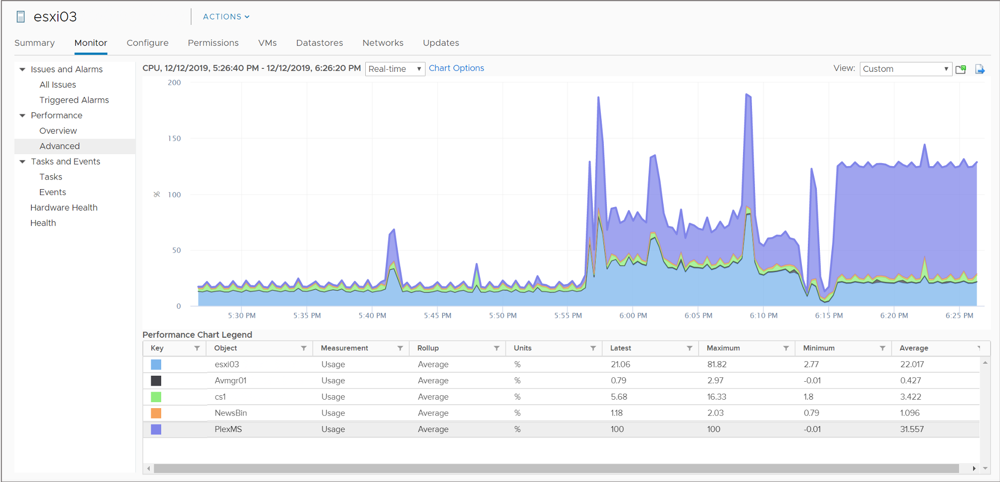 esxi03
ACTIONS
Summary Monitor Configure Permissions VMs Datastores Networks Updates
Issues and Alarms
All Issues
Triggered Alarms
Performance
Overview
Advanced
Tasks and Events
Tasks
Events
Hardware Health
Health
CPU, 12/12/2019, 5:26:40 PM - 12/12/2019, 6:26:20 PM Real-time Chart Options View: Custom
200
150
%
100
50
0
5:30 PM 5:35 PM 5:40 PM 5:45 PM 5:50 PM 5:55 PM 6:00 PM 6:05 PM 6:10 PM 6:15 PM 6:20 PM 6:25 PM
Performance Chart Legend
Key Object Measurement Rollup Units Latest Maximum Minimum Average
esxi03 Usage Average % 21.06 81.82 2.77 22.017
Avmgr01 Usage Average % 0.79 2.97 -0.01 0.427
cs1 Usage Average % 5.68 16.33 1.8 3.422
NewsBin Usage Average % 1.18 2.03 0.79 1.096
PlexMS Usage Average % 100 100 -0.01 31.557